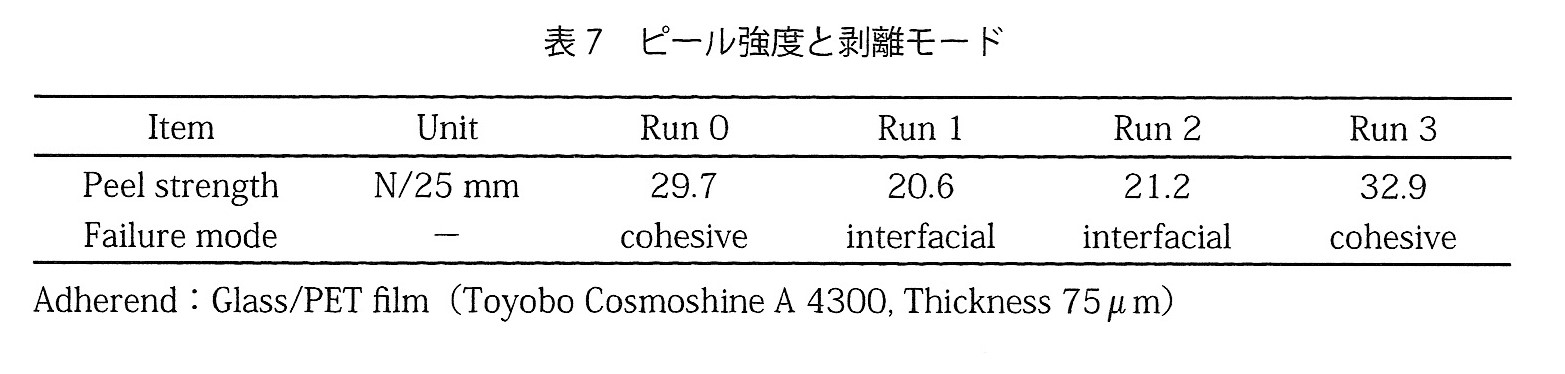 表7 ピール強度と剥離モード
Item Unit Run 0 Run 1 Run 2 Run 3
Peel strength N/25 mm 29.7 20.6 21.2 32.9
Failure mode － cohesive interfacial interfacial cohesive
Adherend：Glass/PET film（Toyobo Cosmoshine A 4300, Thickness 75μm）